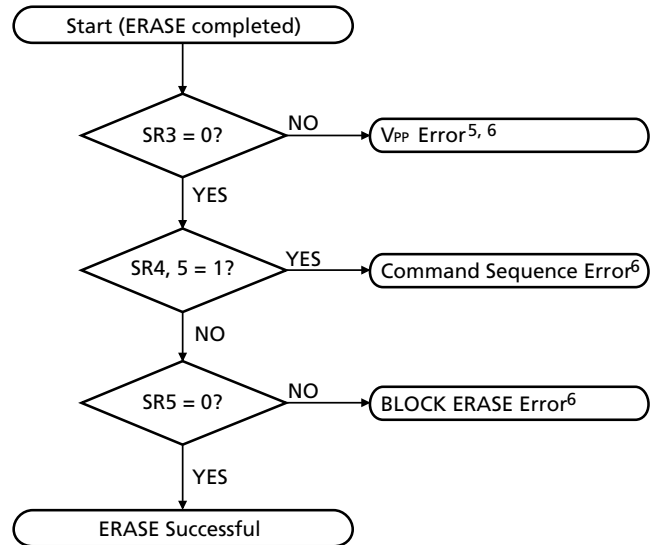 Start (ERASE completed)
SR3 = 0?
NO
VPP Error5, 6
YES
SR4, 5 = 1?
YES
Command Sequence Error6
NO
SR5 = 0?
NO
BLOCK ERASE Error6
YES
ERASE Successful